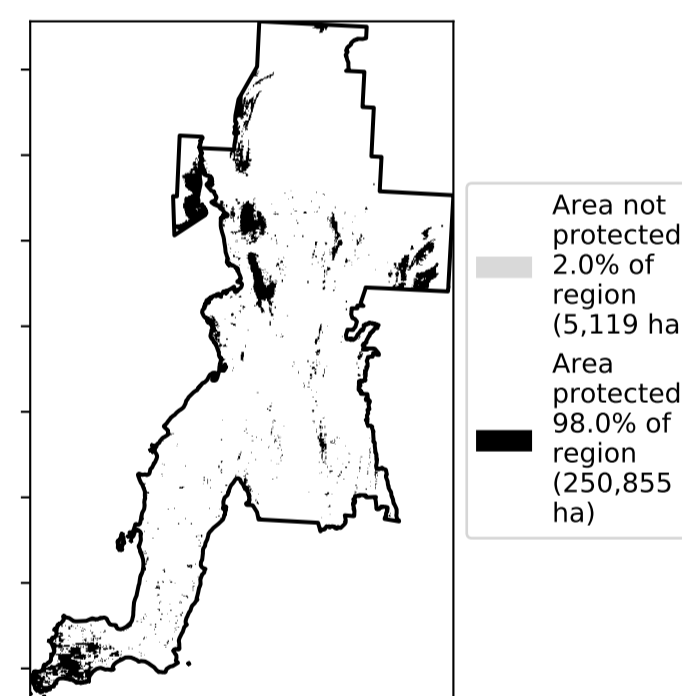 Area not
protected
2.0% of
region
(5,119 ha
Area
protected
98.0% of
region
(250,855
ha)